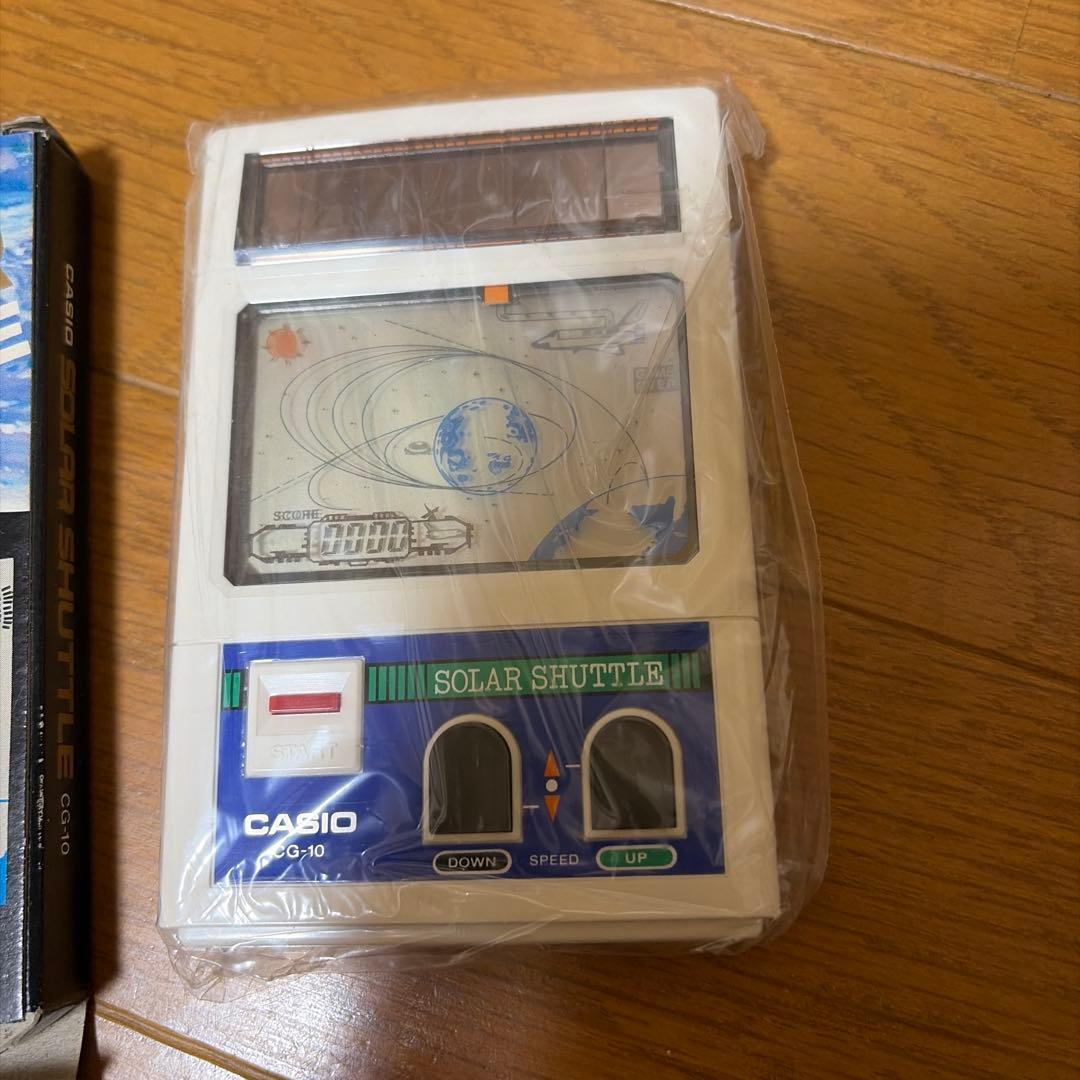 CASIO SOLAR SHUTTLE CG-10
GAME
OVER
SCORE
0000
SOLAR SHUTTLE
START
CASIO
CG-10
DOWN
SPEED
UP